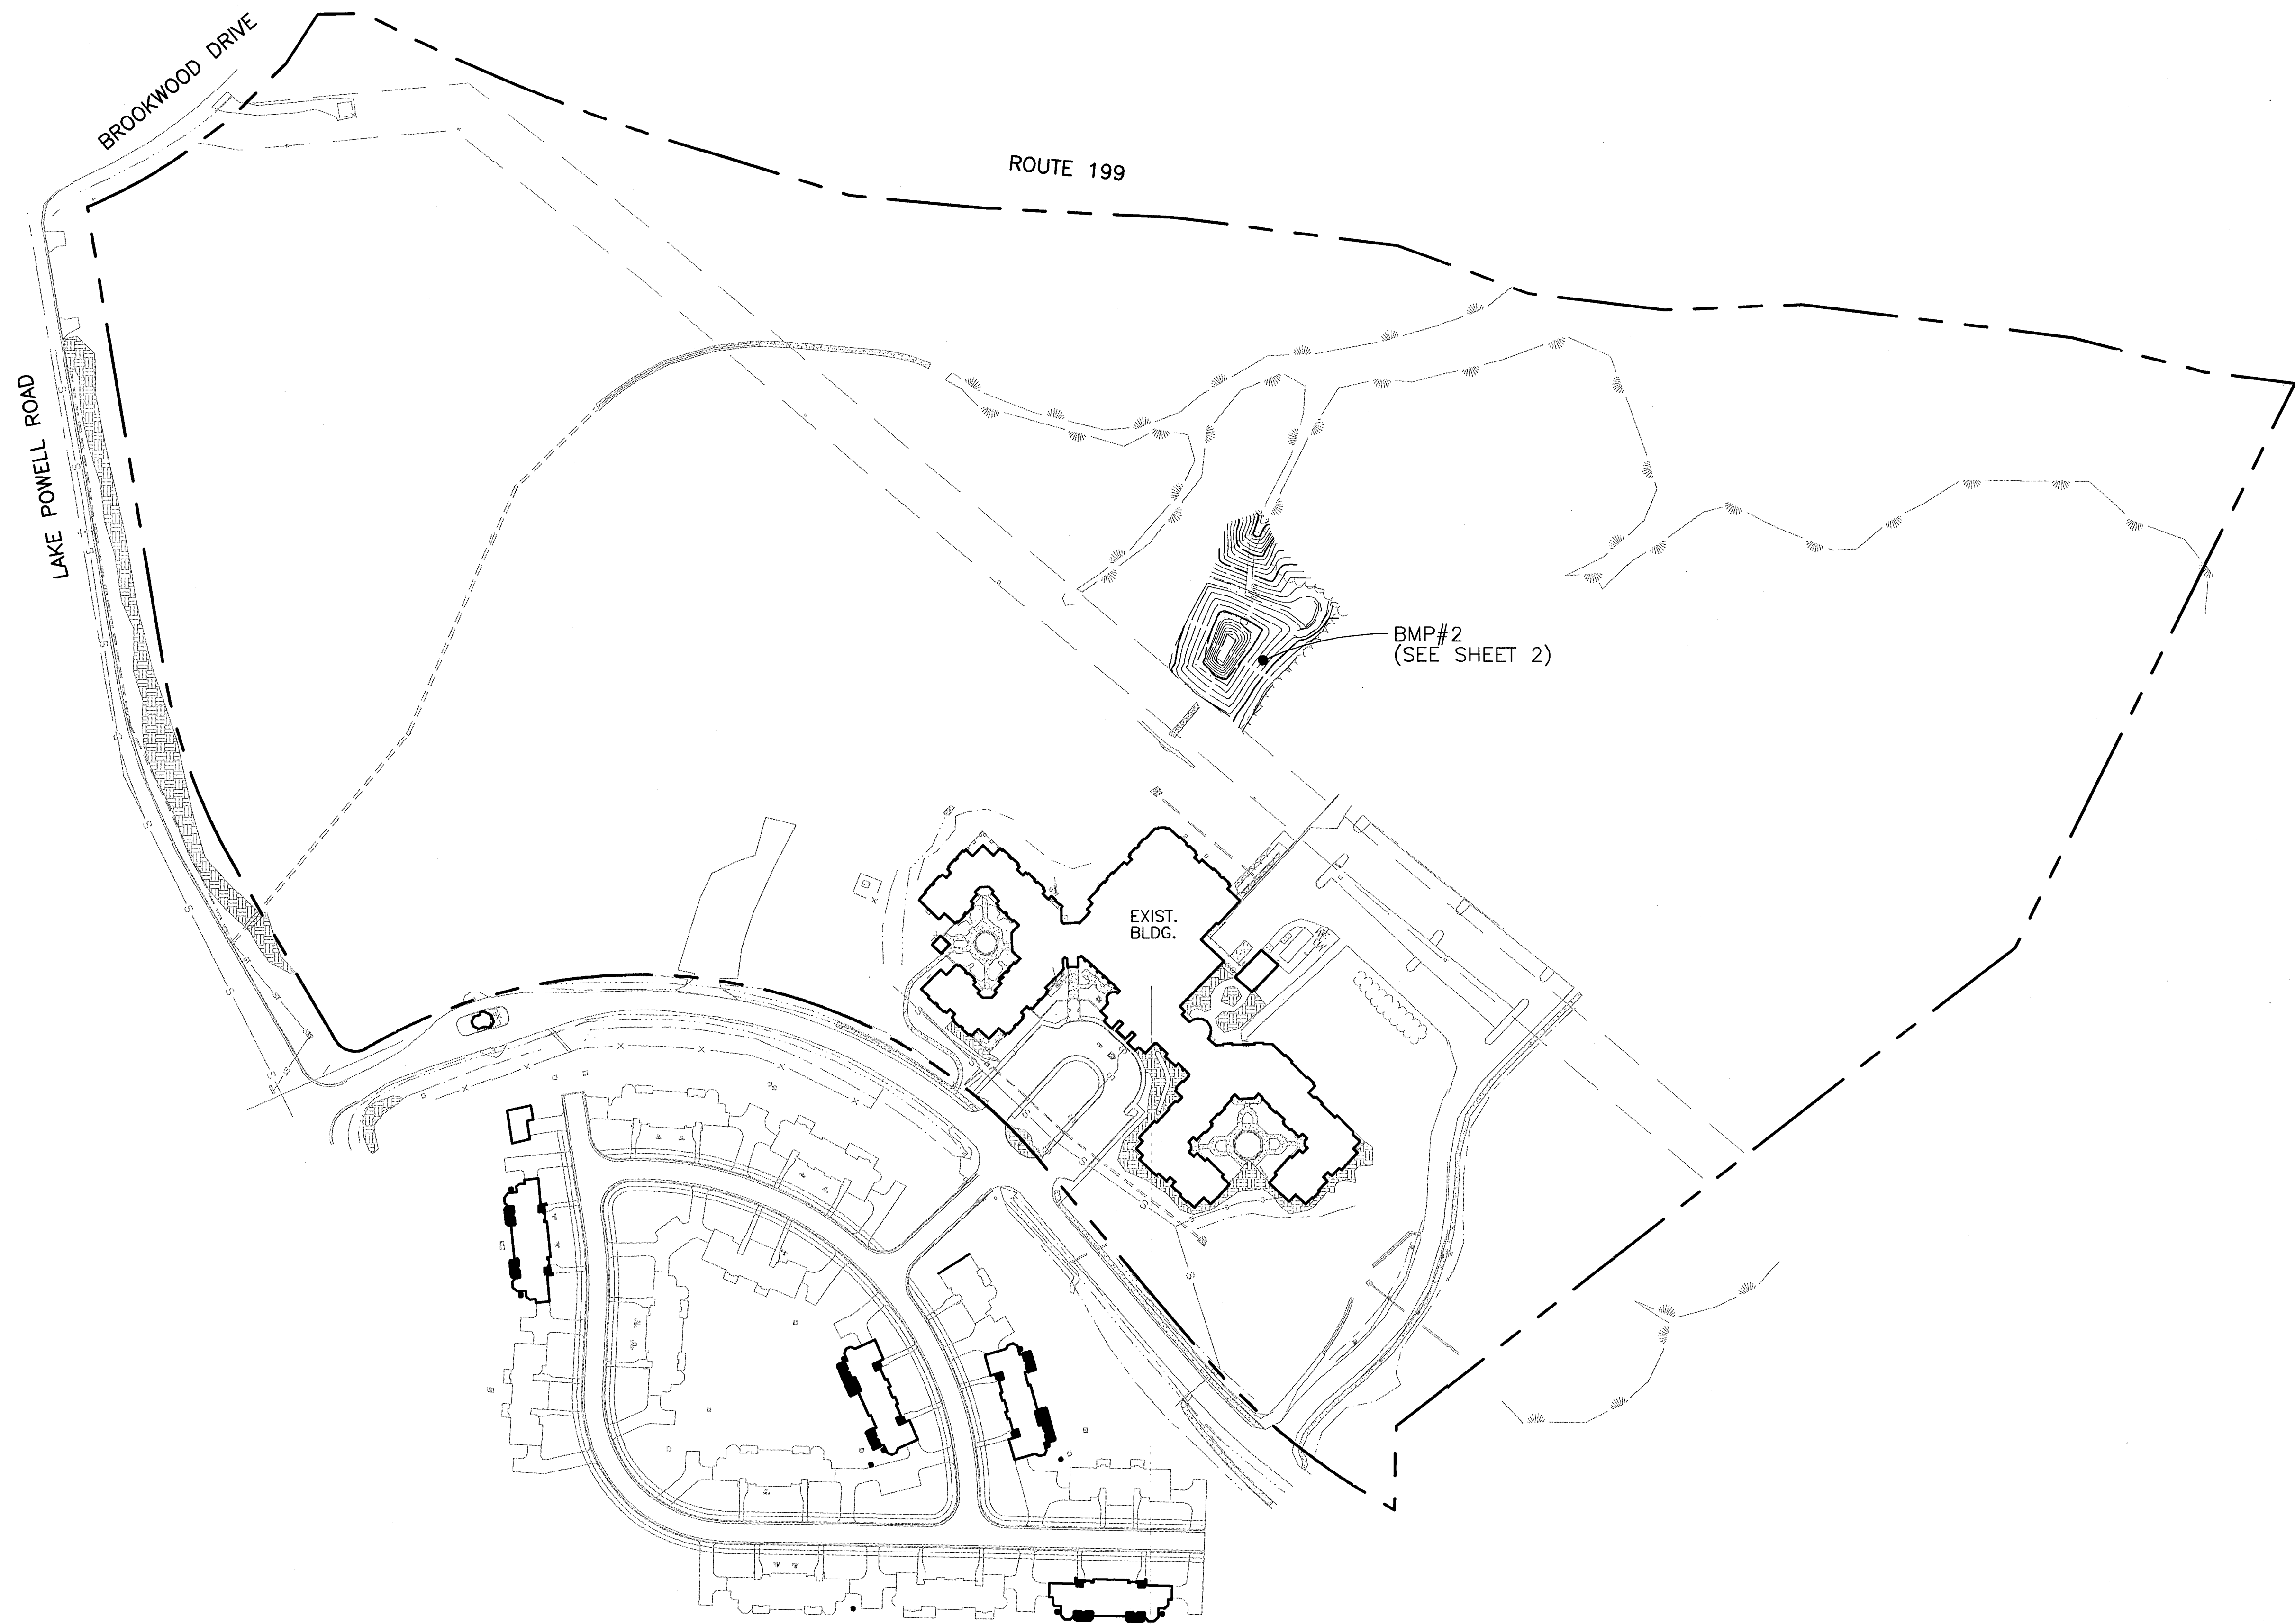 BROOKWOOD DRIVE
ROUTE 199
LAKE POWELL ROAD
BMP#2
(SEE SHEET 2)
EXIST.
BLDG.